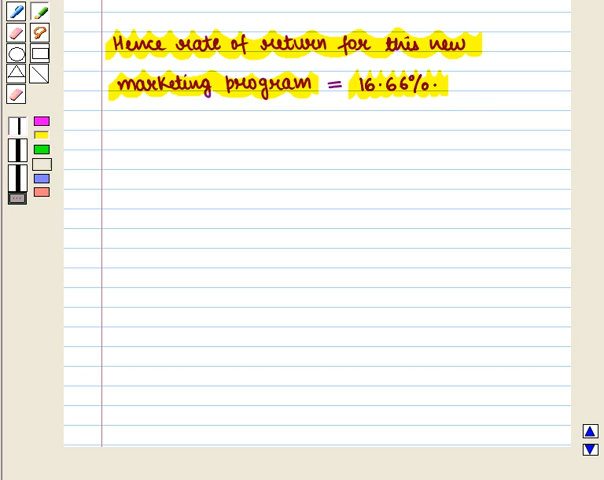 Hence rate of return for this new
marketing program = 16.66%.